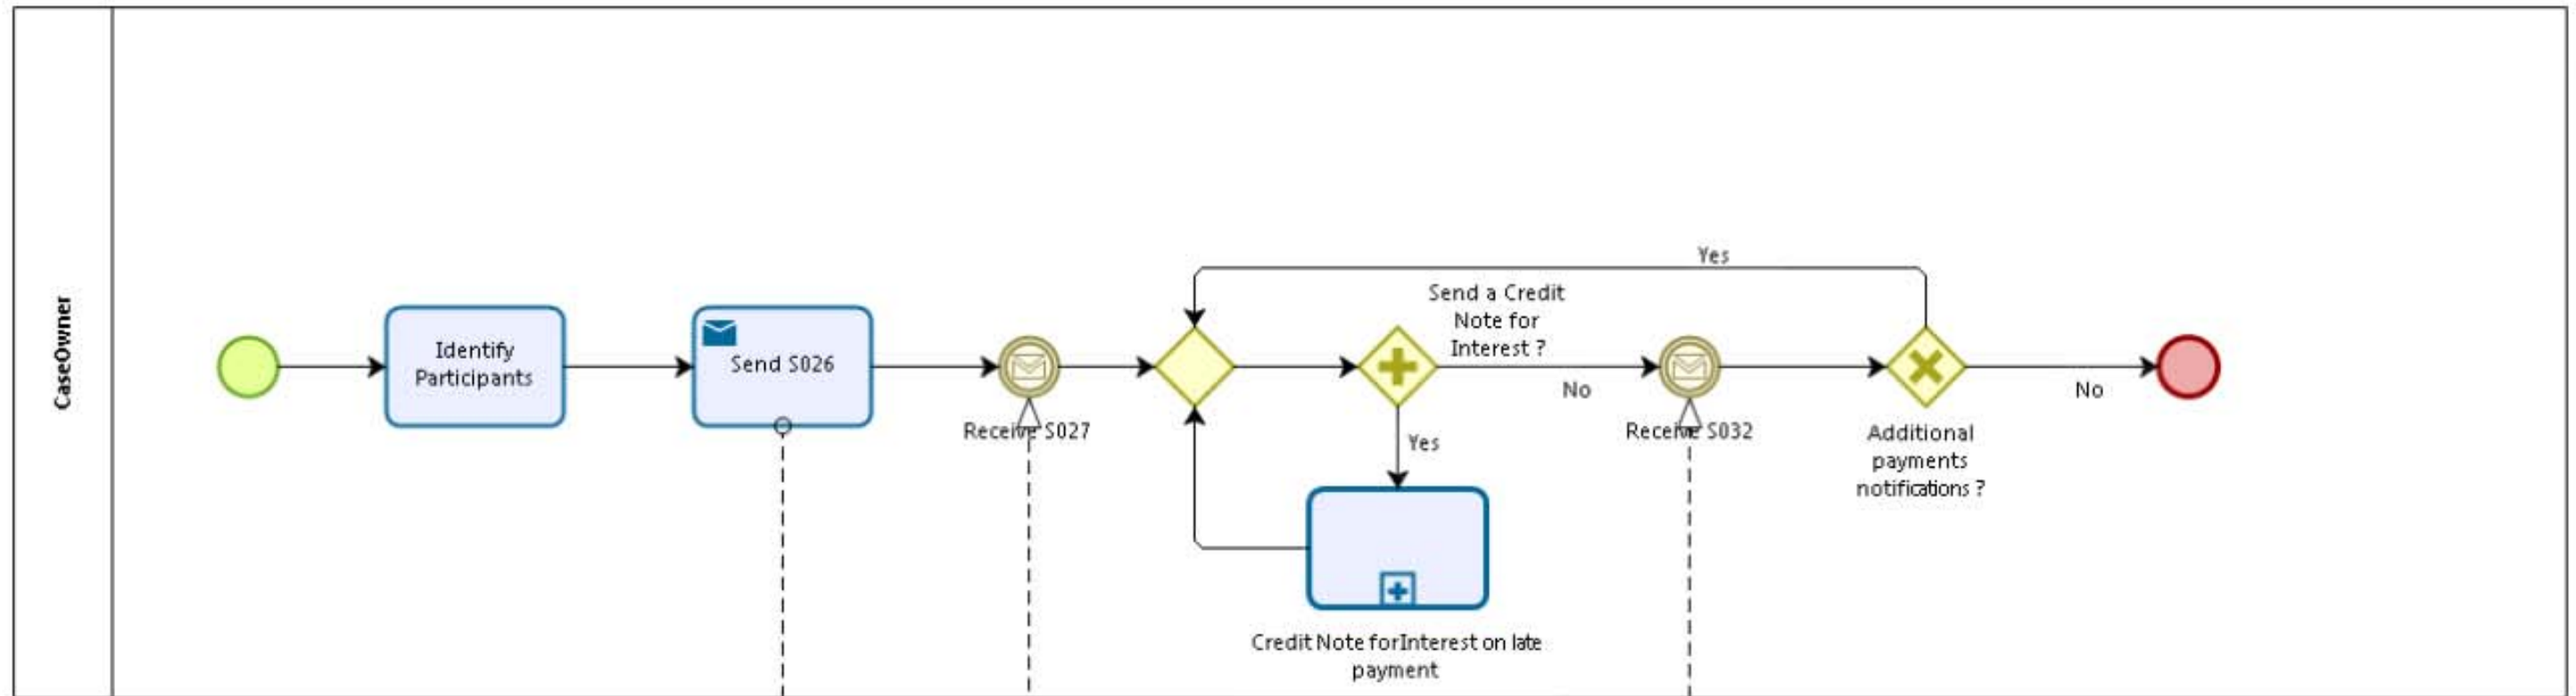 CaseOwner
Identify
Participants
Send S026
Receive S027
Yes
Send a Credit
Note for
Interest ?
No
Yes
Credit Note forInterest on late
payment
Receive S032
Additional
payments
notifications ?
No